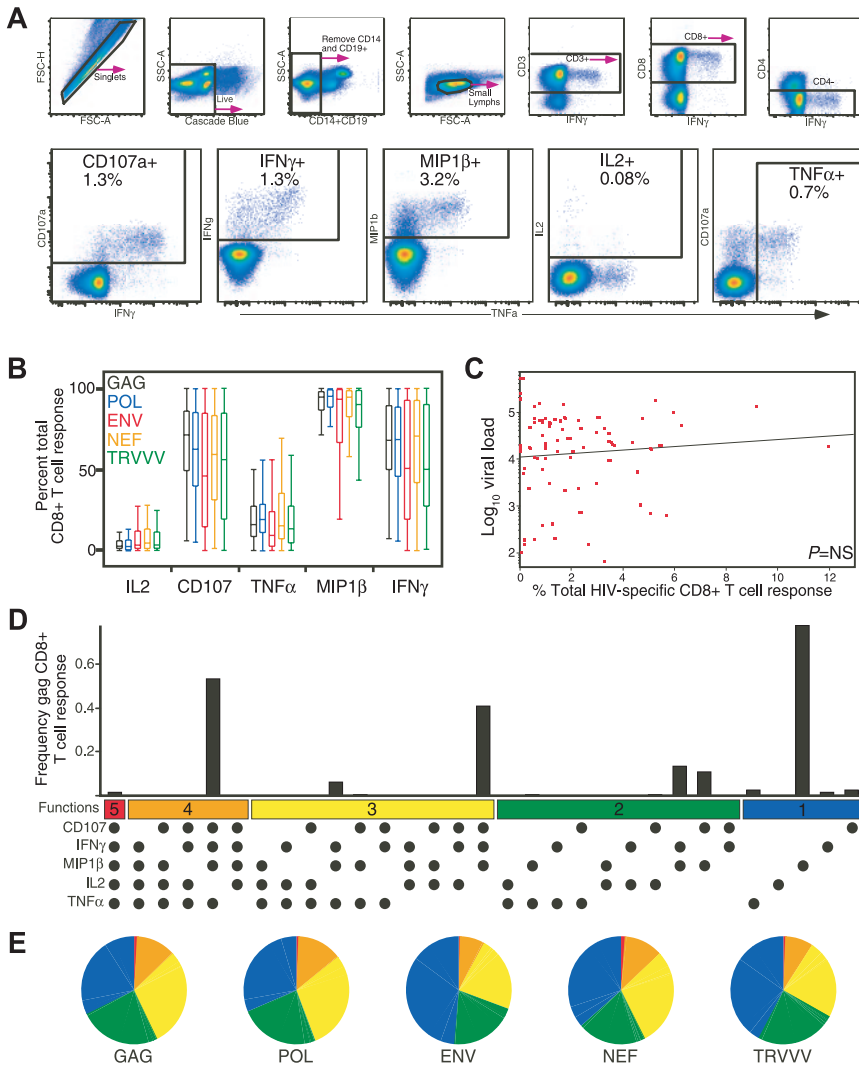 A
FSC-H
Singlets
FSC-A
SSC-A
Live
Cascade Blue
Remove CD14
and CD19+
SSC-A
CD14+CD19
SSC-A
Small
Lymphs
FSC-A
CD3
CD3+
IFNγ
CD8+
CD8
IFNγ
CD4
CD4-
IFNγ
CD107a+
1.3%
CD107a
IFNγ
IFNγ+
1.3%
IFNg
MIP1β+
3.2%
MIP1b
IL2+
0.08%
IL2
TNFα+
0.7%
CD107a
TNFa
B
GAG
POL
ENV
NEF
TRVVV
Percent total
CD8+ T cell response
100
50
0
IL2 CD107 TNFα MIP1β IFNγ
C
Log10 viral load
5
4
3
2
P=NS
0 2 4 6 8 10 12
% Total HIV-specific CD8+ T cell response
D
Frequency gag CD8+
T cell response
0.6
0.4
0.2
Functions 5 4 3 2 1
CD107
IFNγ
MIP1β
IL2
TNFα
E
GAG POL ENV NEF TRVVV